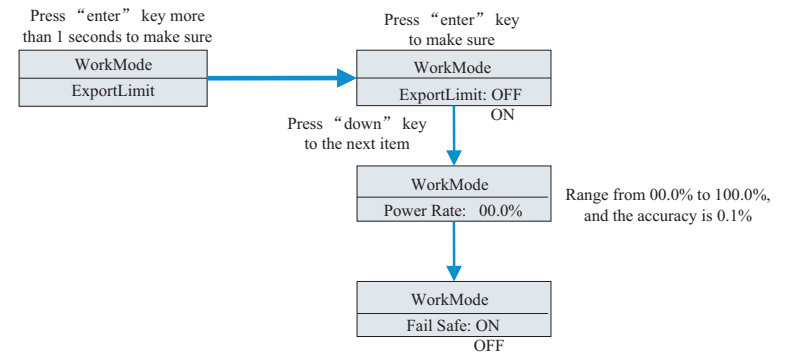 Press “enter” key more
than 1 seconds to make sure
WorkMode
ExportLimit
Press “enter” key
to make sure
WorkMode
ExportLimit: OFF
ON
Press “down” key
to the next item
WorkMode
Power Rate: 00.0%
Range from 00.0% to 100.0%,
and the accuracy is 0.1%
WorkMode
Fail Safe: ON
OFF